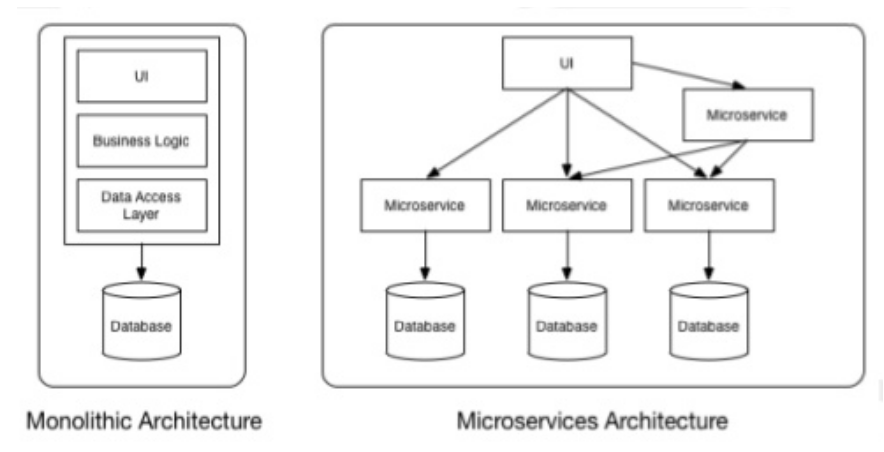 UI
Business Logic
Data Access
Layer
Database
Monolithic Architecture
UI
Microservice
Microservice
Microservice
Microservice
Database
Database
Database
Microservices Architecture